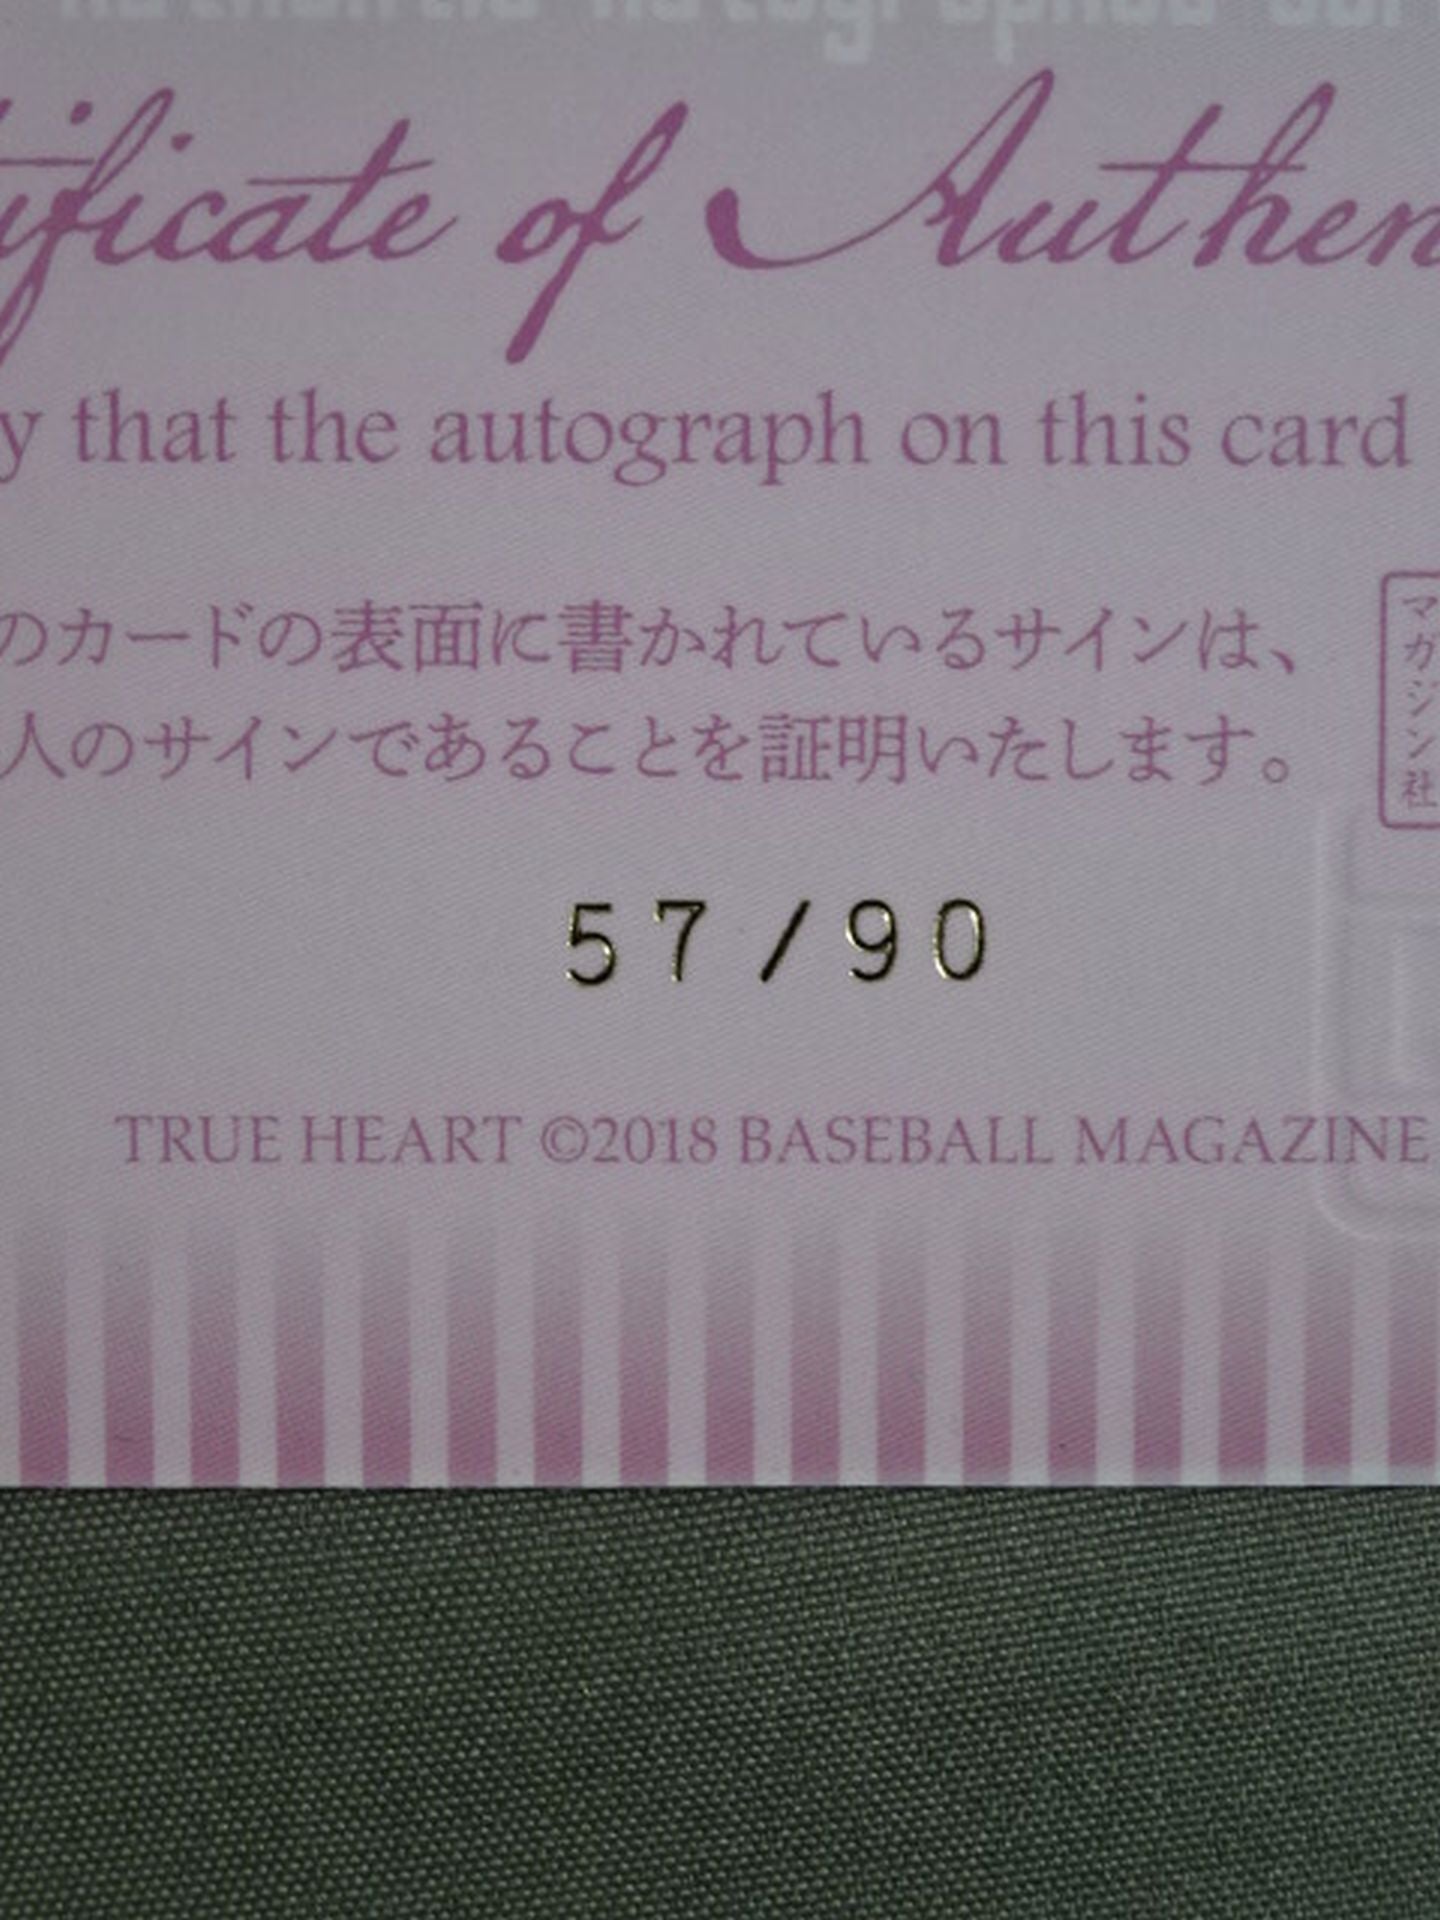 tificate of Authen
y that the autograph on this card
のカードの表面に書かれているサインは、
人のサインであることを証明いたします。
マガジン社
57/90
TRUE HEART ©2018 BASEBALL MAGAZINE